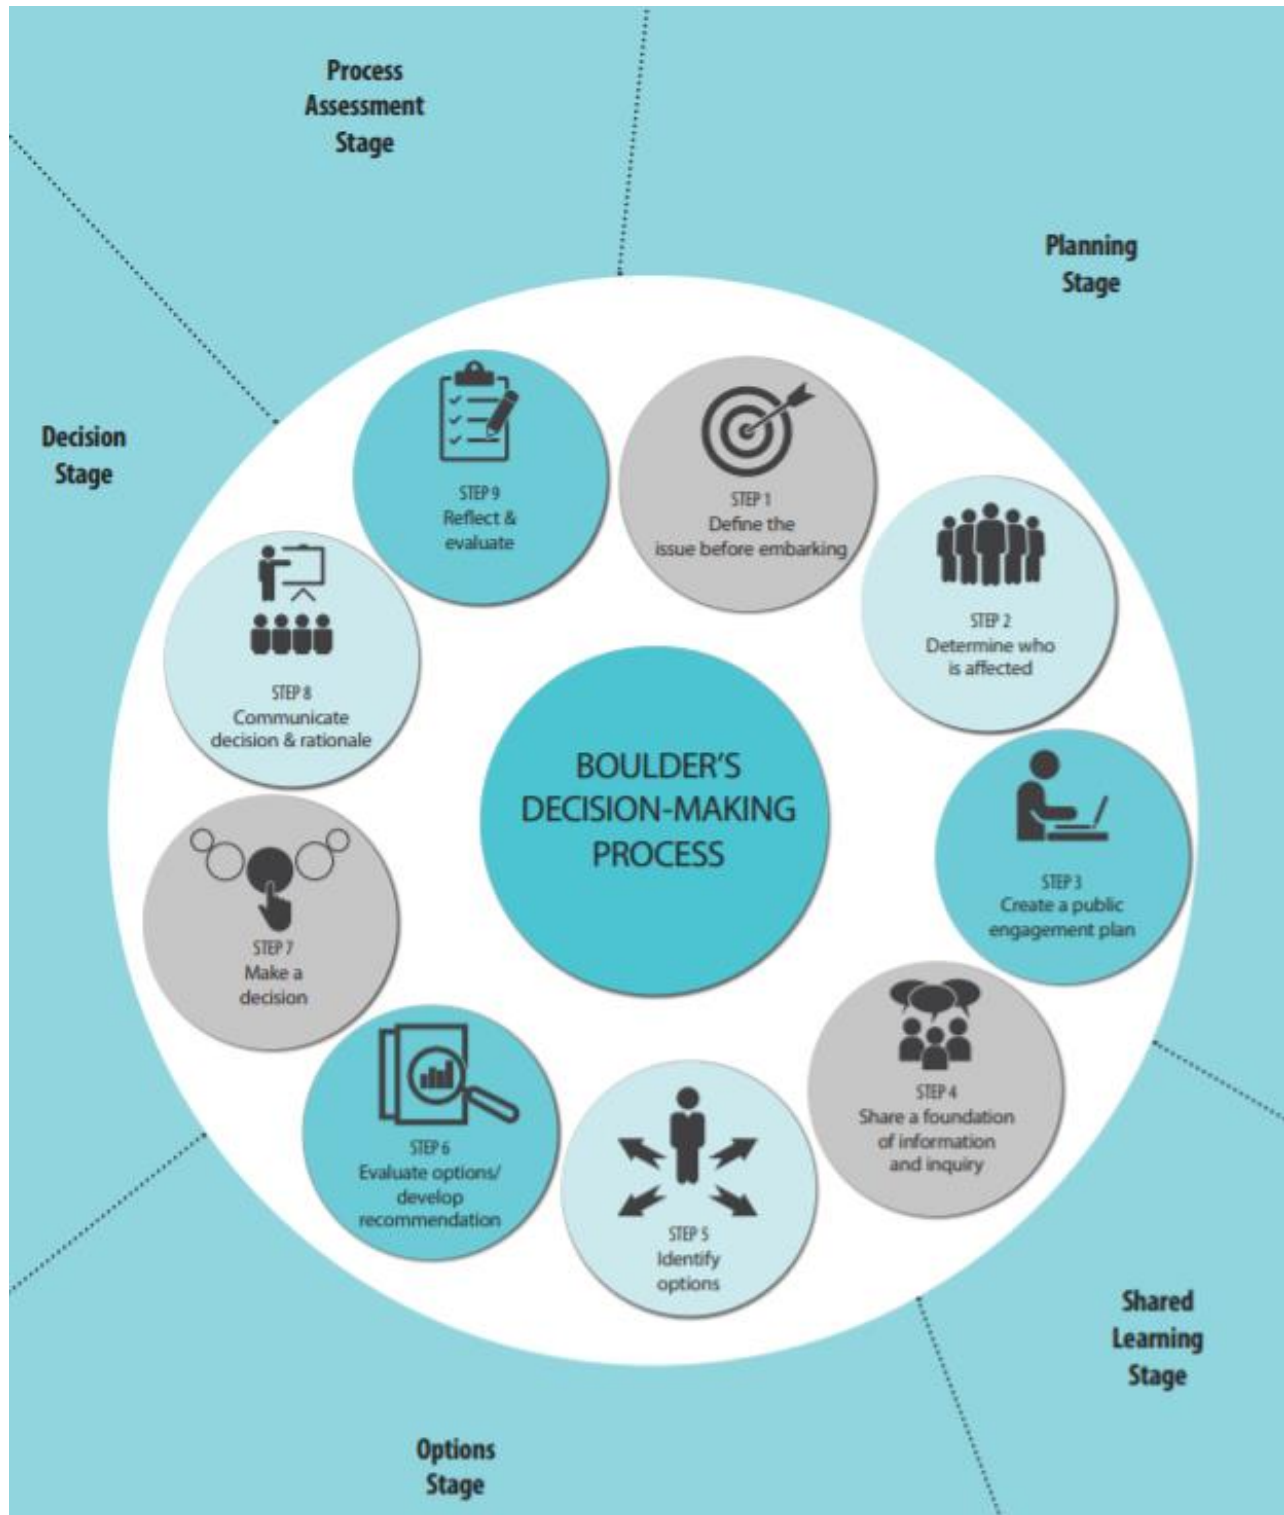 Process
Assessment
Stage
Planning
Stage
Decision
Stage
STEP 9
Reflect &
evaluate
STEP 1
Define the
issue before embarking
STEP 2
Determine who
is affected
STEP 8
Communicate
decision & rationale
BOULDER'S
DECISION-MAKING
PROCESS
STEP 3
Create a public
engagement plan
STEP 7
Make a
decision
STEP 4
Share a foundation
of information
and inquiry
STEP 6
Evaluate options/
develop
recommendation
STEP 5
Identify
options
Shared
Learning
Stage
Options
Stage